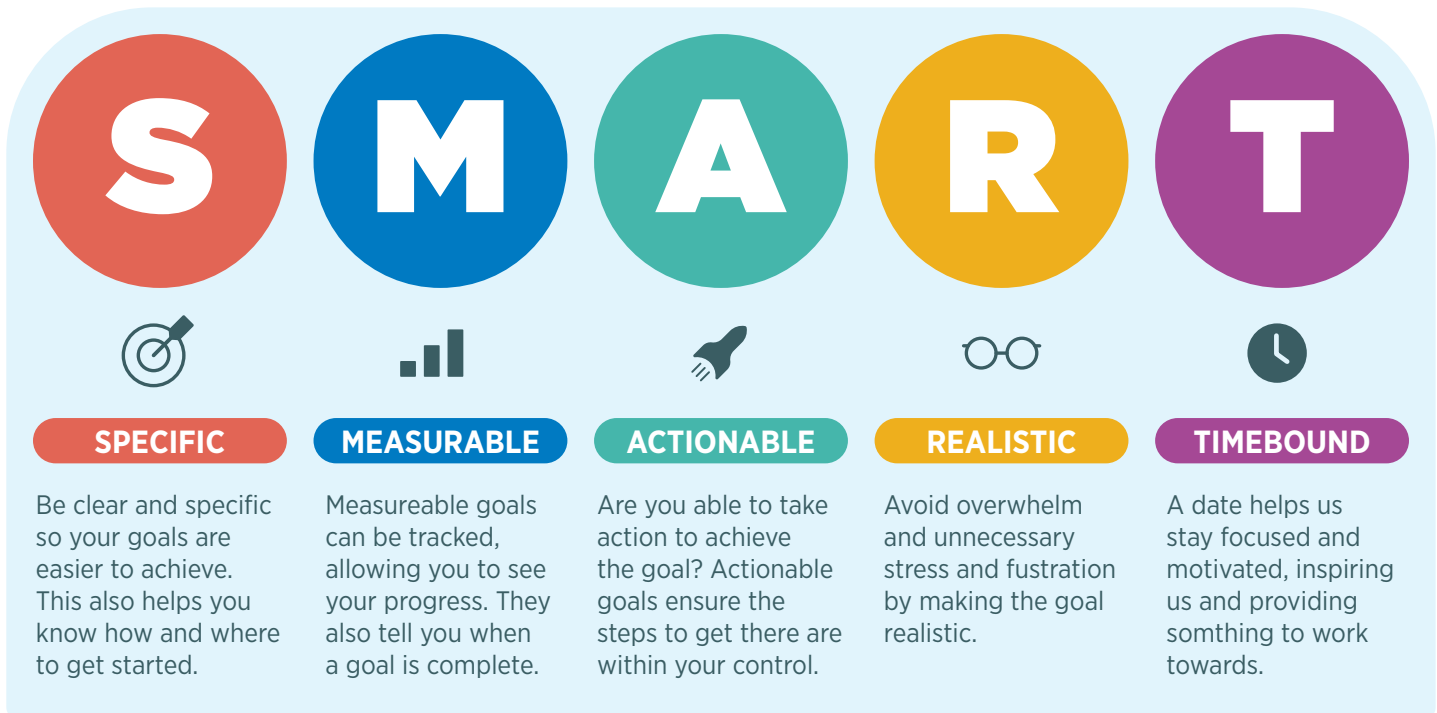 S
M
A
R
T
SPECIFIC
MEASURABLE
ACTIONABLE
REALISTIC
TIMEBOUND
Be clear and specific
so your goals are
easier to achieve.
This also helps you
know how and where
to get started.
Measureable goals
can be tracked,
allowing you to see
your progress. They
also tell you when
a goal is complete.
Are you able to take
action to achieve
the goal? Actionable
goals ensure the
steps to get there are
within your control.
Avoid overwhelm
and unnecessary
stress and fustration
by making the goal
realistic.
A date helps us
stay focused and
motivated, inspiring
us and providing
somthing to work
towards.